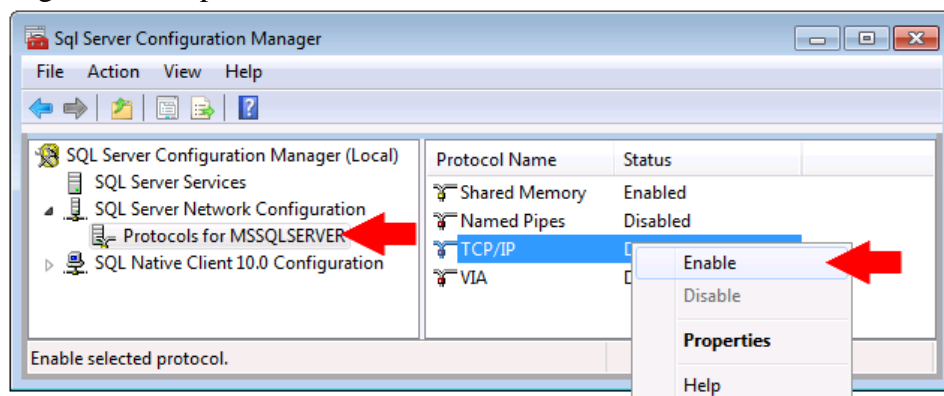 Sql Server Configuration Manager
File Action View Help
SQL Server Configuration Manager (Local)
SQL Server Services
SQL Server Network Configuration
Protocols for MSSQLSERVER
SQL Native Client 10.0 Configuration
Protocol Name Status
Shared Memory Enabled
Named Pipes Disabled
TCP/IP
VIA
Enable
Disable
Properties
Help
Enable selected protocol.